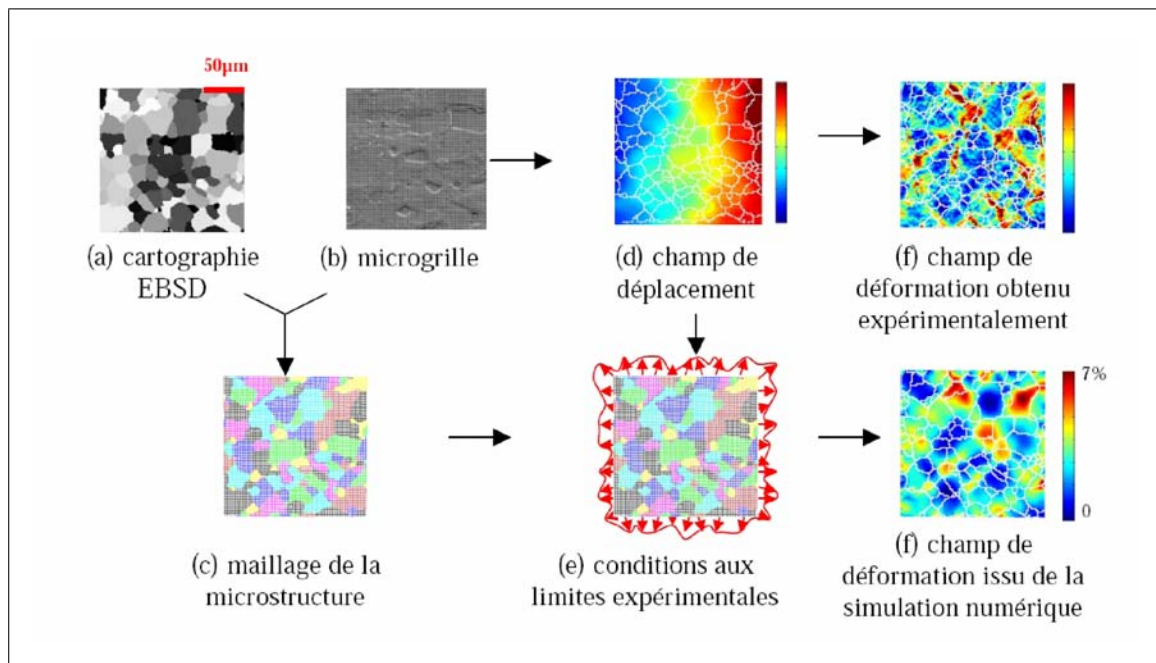 50µm
(a) cartographie
EBSD
(b) microgrille
(d) champ de
déplacement
(f) champ de
déformation obtenu
expérimentalement
(c) maillage de la
microstructure
(e) conditions aux
limites expérimentales
7%
0
(f) champ de
déformation issu de la
simulation numérique